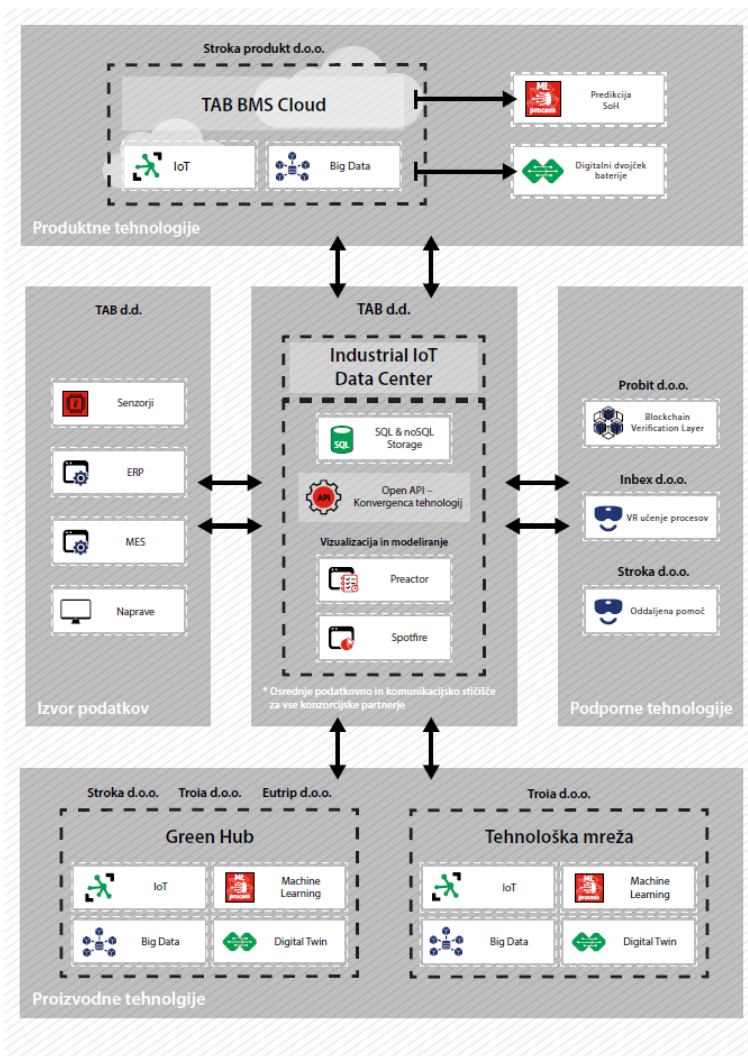 Stroka produkt d.o.o.
TAB BMS Cloud
IoT
Big Data
ML
process
Predikcija
SoH
Digitalni dvojček
baterije
Produktne tehnologije
TAB d.d.
Senzorji
ERP
MES
Naprave
Izvor podatkov
TAB d.d.
Industrial IoT
Data Center
SQL
SQL & noSQL
Storage
API
Open API –
Konvergenca tehnologij
Vizualizacija in modeliranje
Preactor
Spotfire
* Osrednje podatkovno in komunikacijsko stičišče
za vse konzorcijske partnerje
Probit d.o.o.
Blockchain
Verification Layer
Inbex d.o.o.
VR učenje procesov
Stroka d.o.o.
Oddaljena pomoč
Podporne tehnologije
Stroka d.o.o. Troia d.o.o. Eutrip d.o.o.
Green Hub
IoT
ML
process
Machine
Learning
Big Data
Digital Twin
Troia d.o.o.
Tehnološka mreža
IoT
ML
process
Machine
Learning
Big Data
Digital Twin
Proizvodne tehnolgije